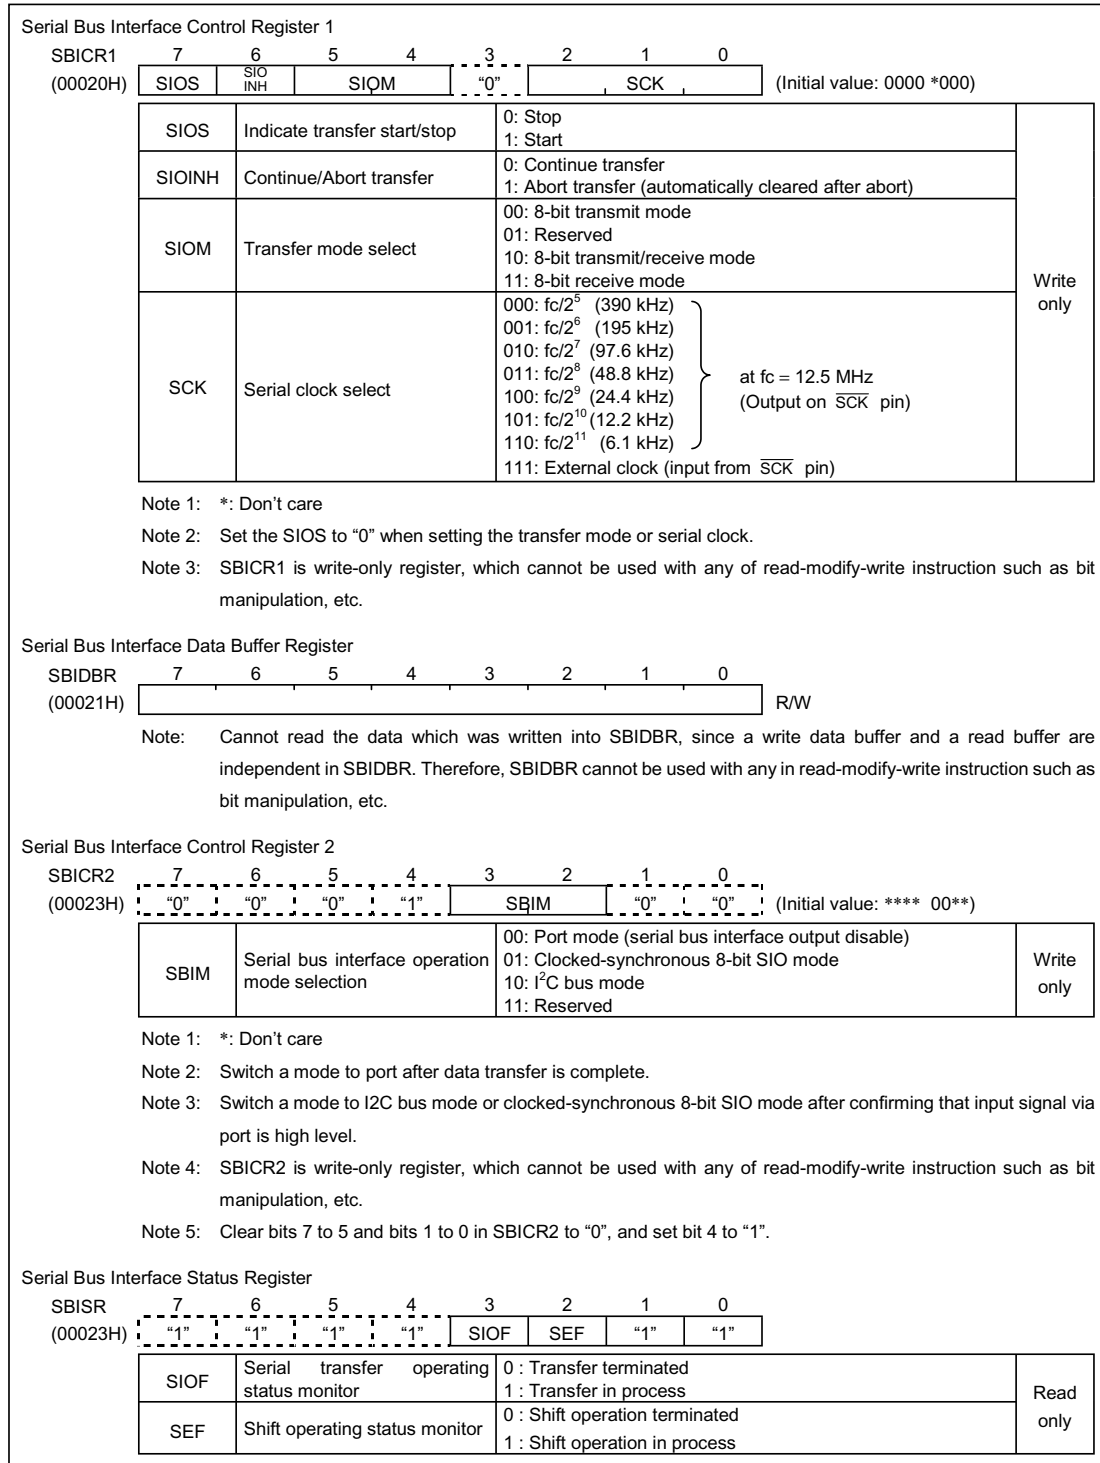 Serial Bus Interface Control Register 1
SBICR1 7 6 5 4 3 2 1 0
(00020H) SIOS SIO INH SIOM “0” SCK (Initial value: 0000 *000)
SIOS Indicate transfer start/stop 0: Stop
1: Start
SIOINH Continue/Abort transfer 0: Continue transfer
1: Abort transfer (automatically cleared after abort)
SIOM Transfer mode select 00: 8-bit transmit mode
01: Reserved
10: 8-bit transmit/receive mode
11: 8-bit receive mode
Write only
SCK Serial clock select 000: fc/2⁵ (390 kHz)
001: fc/2⁶ (195 kHz)
010: fc/2⁷ (97.6 kHz)
011: fc/2⁸ (48.8 kHz)
100: fc/2⁹ (24.4 kHz)
101: fc/2¹⁰ (12.2 kHz)
110: fc/2¹¹ (6.1 kHz)
at fc = 12.5 MHz
(Output on S̅C̅K̅ pin)
111: External clock (input from S̅C̅K̅ pin)
Note 1: *: Don’t care
Note 2: Set the SIOS to “0” when setting the transfer mode or serial clock.
Note 3: SBICR1 is write-only register, which cannot be used with any of read-modify-write instruction such as bit
manipulation, etc.
Serial Bus Interface Data Buffer Register
SBIDBR 7 6 5 4 3 2 1 0
(00021H) R/W
Note: Cannot read the data which was written into SBIDBR, since a write data buffer and a read buffer are
independent in SBIDBR. Therefore, SBIDBR cannot be used with any in read-modify-write instruction such as
bit manipulation, etc.
Serial Bus Interface Control Register 2
SBICR2 7 6 5 4 3 2 1 0
(00023H) “0” “0” “0” “1” SBIM “0” “0” (Initial value: **** 00**)
SBIM Serial bus interface operation mode selection 00: Port mode (serial bus interface output disable)
01: Clocked-synchronous 8-bit SIO mode
10: I²C bus mode
11: Reserved
Write only
Note 1: *: Don’t care
Note 2: Switch a mode to port after data transfer is complete.
Note 3: Switch a mode to I2C bus mode or clocked-synchronous 8-bit SIO mode after confirming that input signal via
port is high level.
Note 4: SBICR2 is write-only register, which cannot be used with any of read-modify-write instruction such as bit
manipulation, etc.
Note 5: Clear bits 7 to 5 and bits 1 to 0 in SBICR2 to “0”, and set bit 4 to “1”.
Serial Bus Interface Status Register
SBISR 7 6 5 4 3 2 1 0
(00023H) “1” “1” “1” “1” SIOF SEF “1” “1”
SIOF Serial transfer operating status monitor 0 : Transfer terminated
1 : Transfer in process
SEF Shift operating status monitor 0 : Shift operation terminated
1 : Shift operation in process
Read only